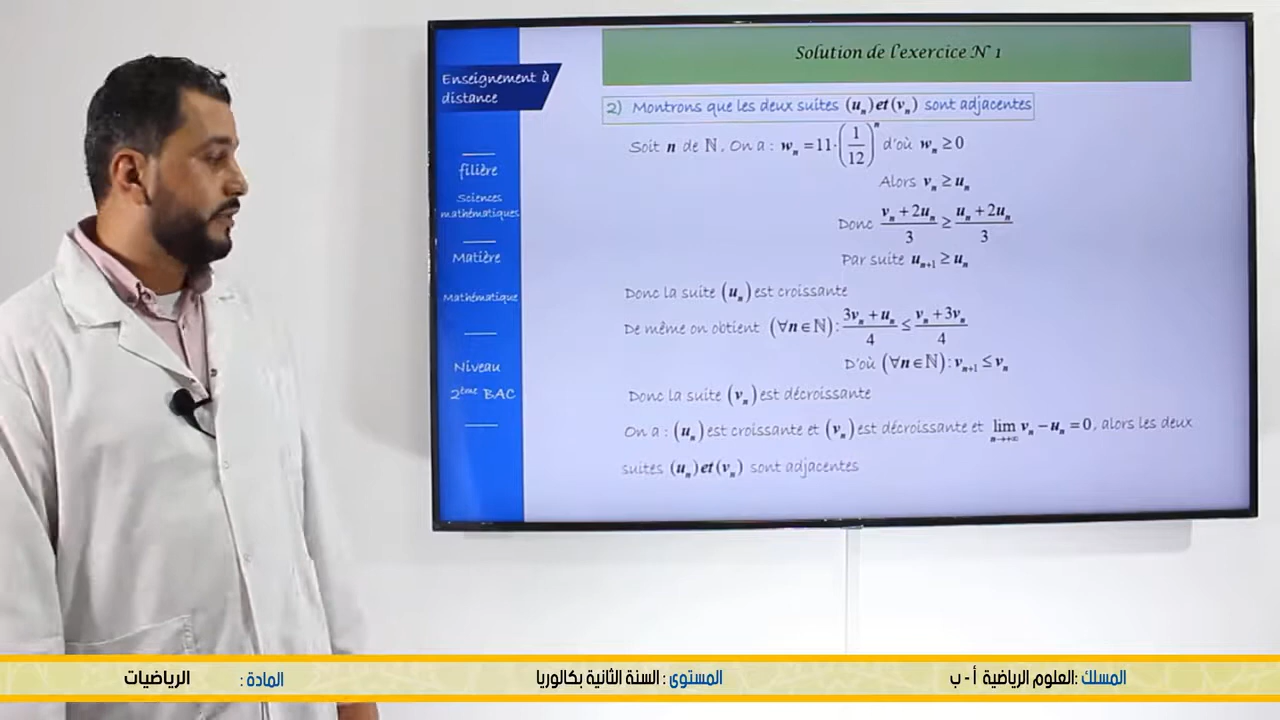 Solution de l'exercice N° 1
Enseignement à
distance
filière
Sciences
mathématiques
Matière
Mathématique
Niveau
2ème BAC
2) Montrons que les deux suites (uₙ) et (vₙ) sont adjacentes
Soit n de ℕ. On a : wₙ = 11·(1/12)ⁿ d'où wₙ ≥ 0
Alors vₙ ≥ uₙ
Donc (vₙ + 2uₙ)/3 ≥ (uₙ + 2uₙ)/3
Par suite uₙ₊₁ ≥ uₙ
Donc la suite (uₙ) est croissante
De même on obtient (∀n ∈ ℕ) : (3vₙ + uₙ)/4 ≤ (vₙ + 3vₙ)/4
D'où (∀n ∈ ℕ) : vₙ₊₁ ≤ vₙ
Donc la suite (vₙ) est décroissante
On a : (uₙ) est croissante et (vₙ) est décroissante et lim n→+∞ vₙ − uₙ = 0, alors les deux
suites (uₙ) et (vₙ) sont adjacentes
المسلك : العلوم الرياضية أ - ب المستوى : السنة الثانية بكالوريا المادة : الرياضيات